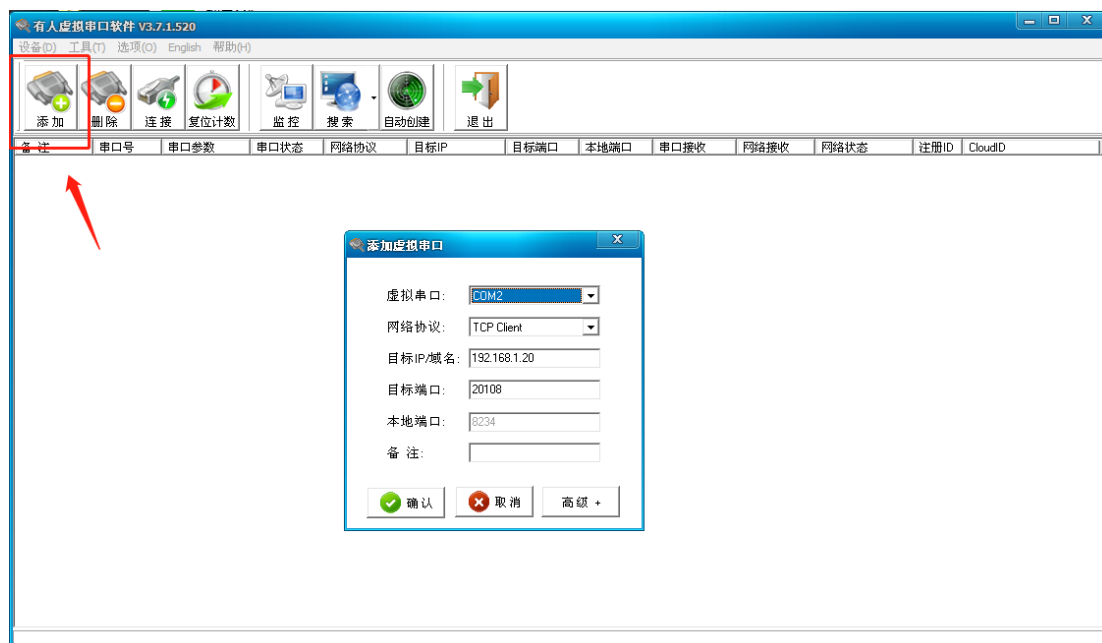 有人虚拟串口软件 V3.7.1.520
设备(D) 工具(T) 选项(O) English 帮助(H)
添加 删除 连接 复位计数 监控 搜索 自动创建 退出
备 注 串口号 串口参数 串口状态 网络协议 目标IP 目标端口 本地端口 串口接收 网络接收 网络状态 注册ID CloudID
添加虚拟串口
虚拟串口: COM2
网络协议: TCP Client
目标IP/域名: 192.168.1.20
目标端口: 20108
本地端口: 8234
备 注:
确认 取消 高级 +